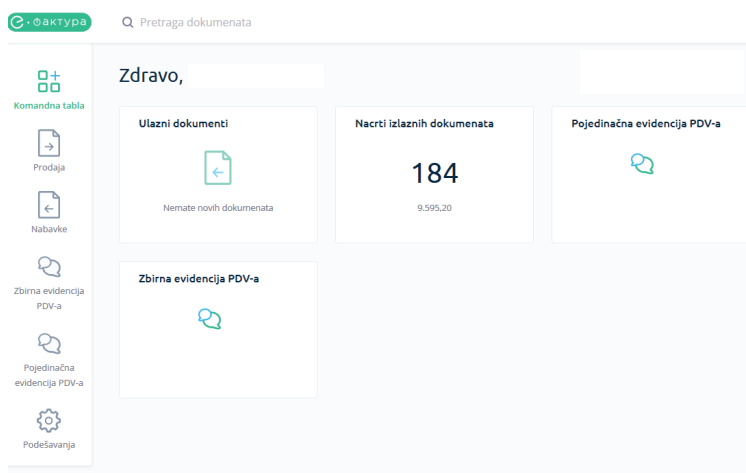 е·Фактура
Pretraga dokumenata
Zdravo,
Komandna tabla
Prodaja
Nabavke
Zbirna evidencija
PDV-a
Pojedinačna
evidencija PDV-a
Podešavanja
Ulazni dokumenti
Nemate novih dokumenata
Nacrti izlaznih dokumenata
184
9.595,20
Pojedinačna evidencija PDV-a
Zbirna evidencija PDV-a